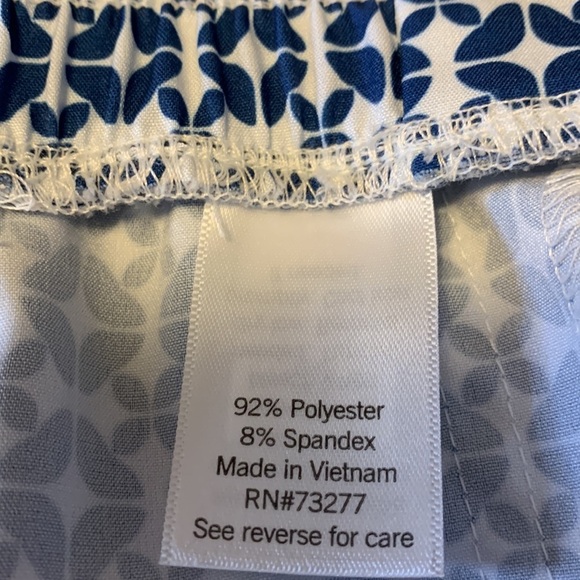 92% Polyester
8% Spandex
Made in Vietnam
RN#73277
See reverse for care